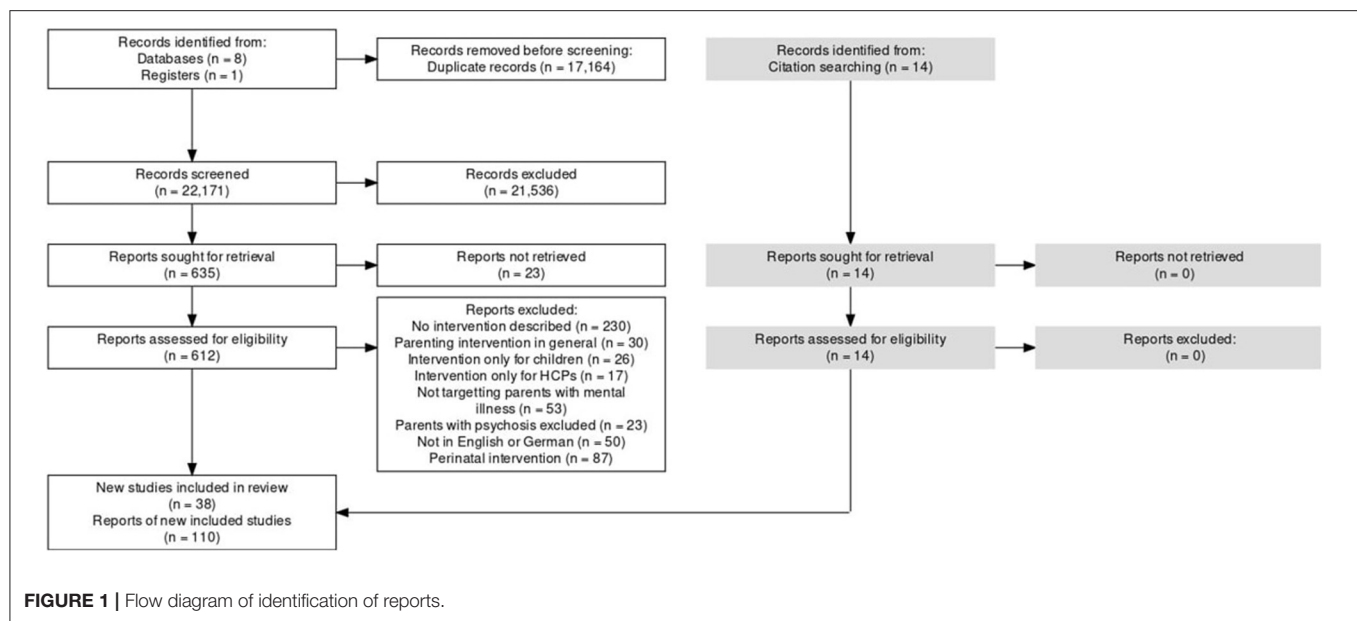 Records identified from:
Databases (n = 8)
Registers (n = 1)
Records removed before screening:
Duplicate records (n = 17,164)
Records identified from:
Citation searching (n = 14)
Records screened
(n = 22,171)
Records excluded
(n = 21,536)
Reports sought for retrieval
(n = 635)
Reports not retrieved
(n = 23)
Reports sought for retrieval
(n = 14)
Reports not retrieved
(n = 0)
Reports assessed for eligibility
(n = 612)
Reports excluded:
No intervention described (n = 230)
Parenting intervention in general (n = 30)
Intervention only for children (n = 26)
Intervention only for HCPs (n = 17)
Not targetting parents with mental
illness (n = 53)
Parents with psychosis excluded (n = 23)
Not in English or German (n = 50)
Perinatal intervention (n = 87)
Reports assessed for eligibility
(n = 14)
Reports excluded:
(n = 0)
New studies included in review
(n = 38)
Reports of new included studies
(n = 110)
FIGURE 1 | Flow diagram of identification of reports.